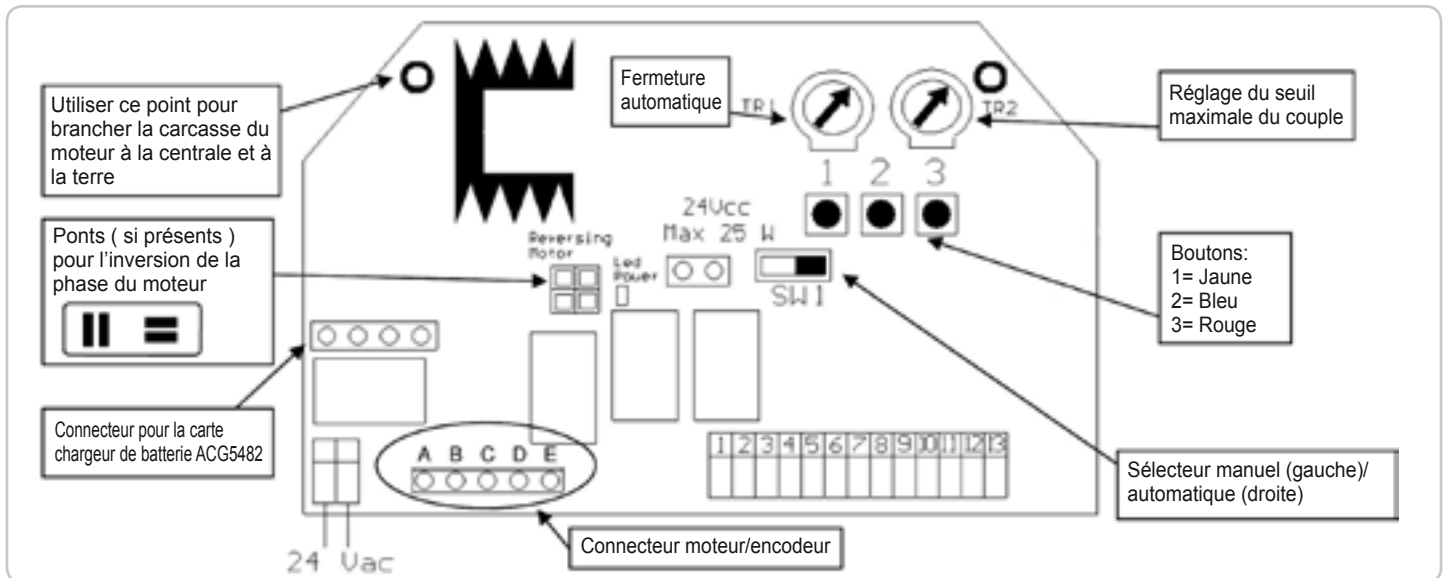 Utiliser ce point pour
brancher la carcasse du
moteur à la centrale et à
la terre
Fermeture
automatique
TR1
TR2
Réglage du seuil
maximale du couple
1 2 3
Ponts ( si présents )
pour l'inversion de la
phase du moteur
Reversing
Motor
Led
Power
24Vcc
Max 25 W
SW1
Boutons:
1= Jaune
2= Bleu
3= Rouge
Connecteur pour la carte
chargeur de batterie ACG5482
A B C D E
1 2 3 4 5 6 7 8 9 10 11 12 13
Sélecteur manuel (gauche)/
automatique (droite)
Connecteur moteur/encodeur
24 Vac